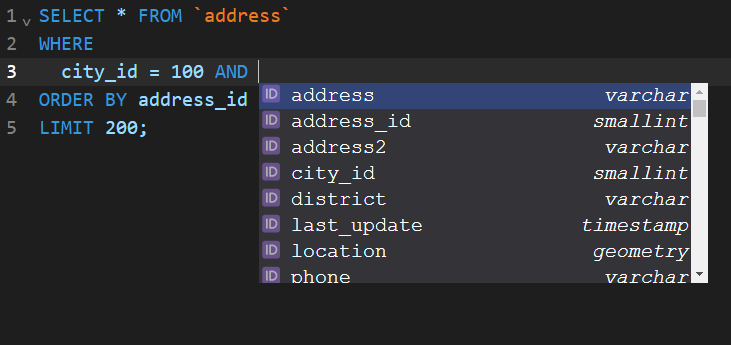 1 SELECT * FROM `address`
2 WHERE
3 city_id = 100 AND
4 ORDER BY address_id
5 LIMIT 200;
ID address varchar
ID address_id smallint
ID address2 varchar
ID city_id smallint
ID district varchar
ID last_update timestamp
ID location geometry
ID phone varchar